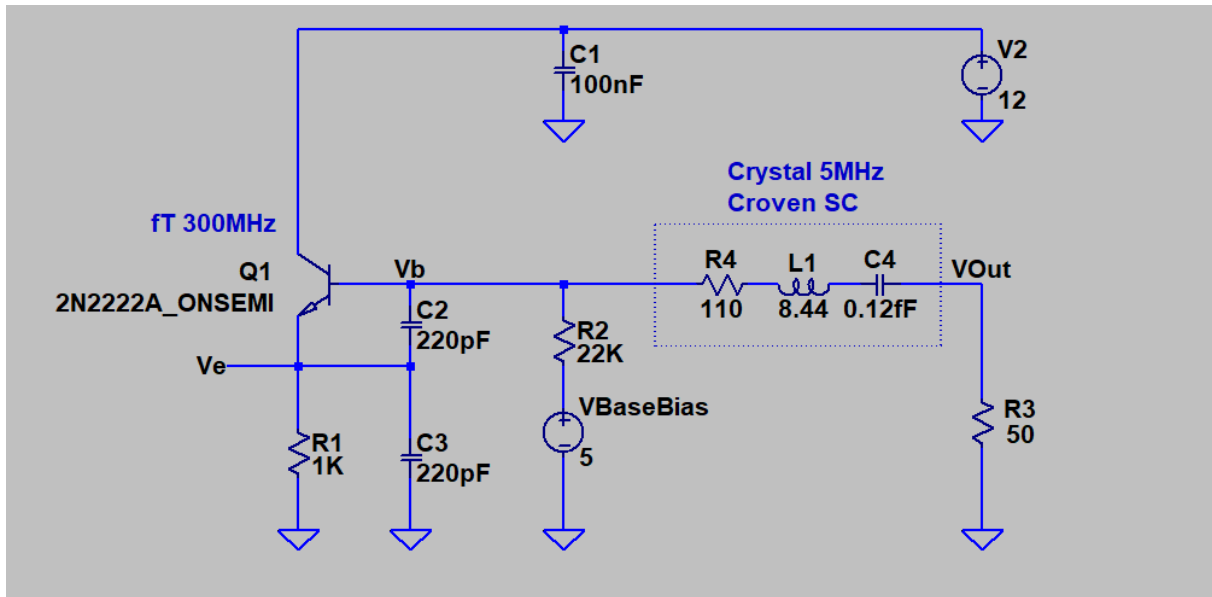 C1
100nF
V2
12
Crystal 5MHz
Croven SC
fT 300MHz
Q1
2N2222A_ONSEMI
Vb
C2
220pF
R2
22K
R4
110
L1
8.44
C4
0.12fF
VOut
Ve
VBaseBias
5
R1
1K
C3
220pF
R3
50